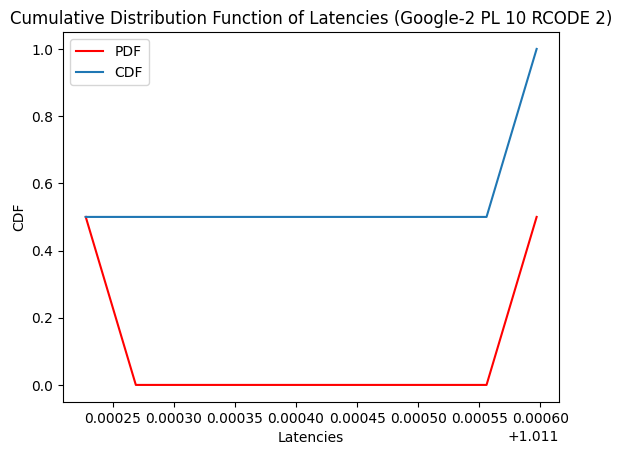 Cumulative Distribution Function of Latencies (Google-2 PL 10 RCODE 2)
PDF
CDF
CDF
1.0
0.8
0.6
0.4
0.2
0.0
0.00025 0.00030 0.00035 0.00040 0.00045 0.00050 0.00055 0.00060
Latencies
+1.011